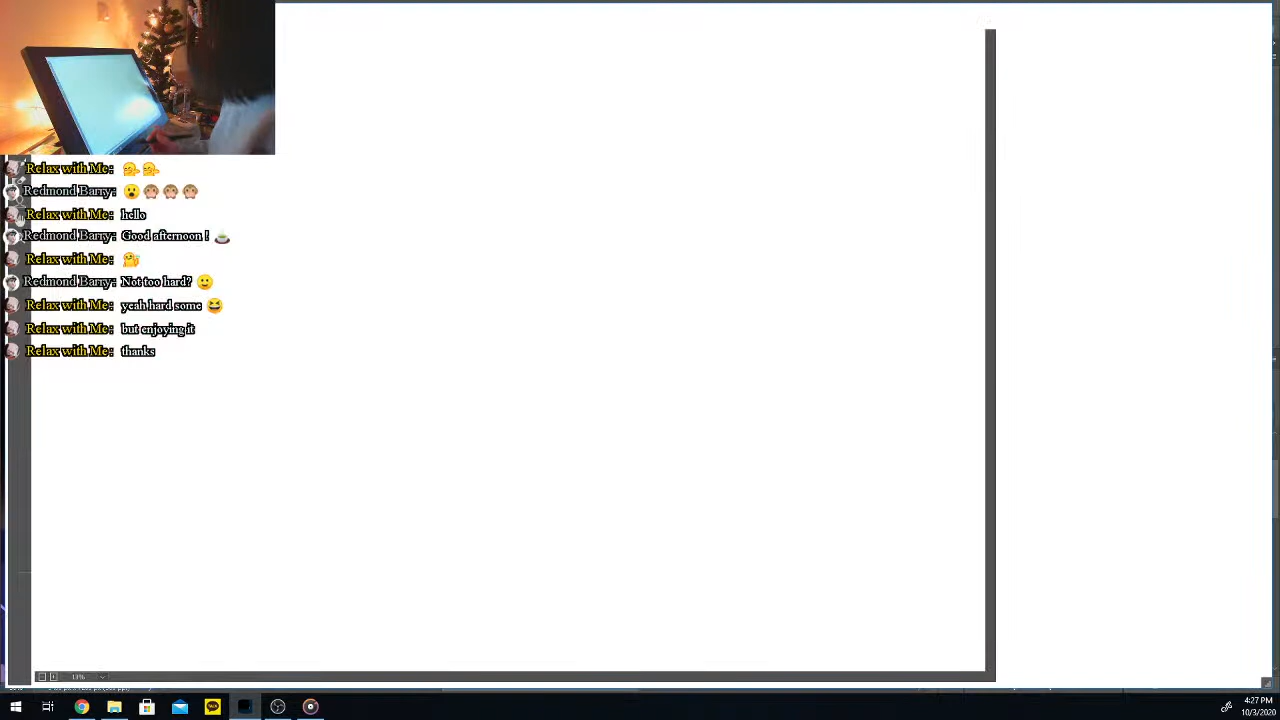 Relax with Me:
Redmond Barry:
Relax with Me: hello
Redmond Barry: Good afternoon !
Relax with Me:
Redmond Barry: Not too hard?
Relax with Me: yeah hard some
Relax with Me: but enjoying it
Relax with Me: thanks
13%
4:27 PM
10/3/2020